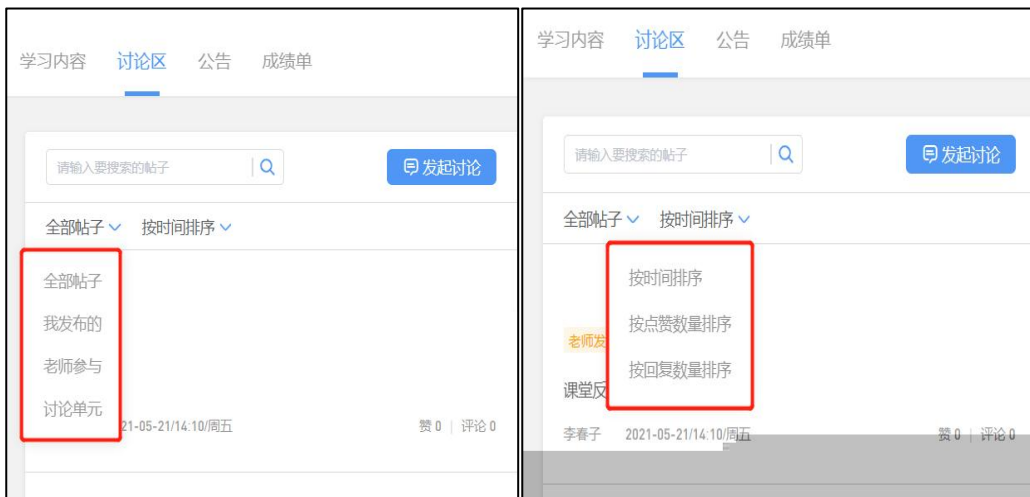 学习内容 讨论区 公告 成绩单
请输入要搜索的帖子
发起讨论
全部帖子 按时间排序
全部帖子
我发布的
老师参与
讨论单元
21-05-21/14:10/周五 赞 0 | 评论 0
学习内容 讨论区 公告 成绩单
请输入要搜索的帖子
发起讨论
全部帖子 按时间排序
按时间排序
按点赞数量排序
老师发
按回复数量排序
课堂反
李春子 2021-05-21/14:10/周五 赞 0 | 评论 0